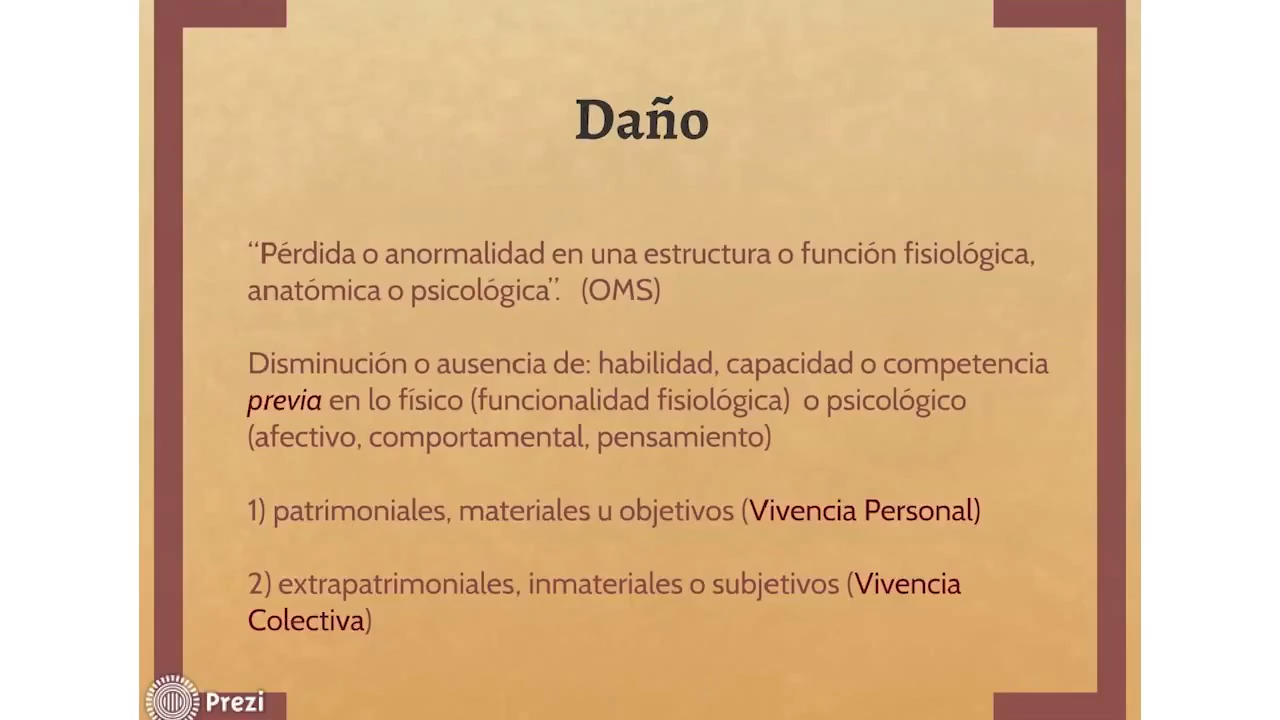 Daño
“Pérdida o anormalidad en una estructura o función fisiológica,
anatómica o psicológica”. (OMS)
Disminución o ausencia de: habilidad, capacidad o competencia
previa en lo físico (funcionalidad fisiológica) o psicológico
(afectivo, comportamental, pensamiento)
1) patrimoniales, materiales u objetivos (Vivencia Personal)
2) extrapatrimoniales, inmateriales o subjetivos (Vivencia
Colectiva)
Prezi